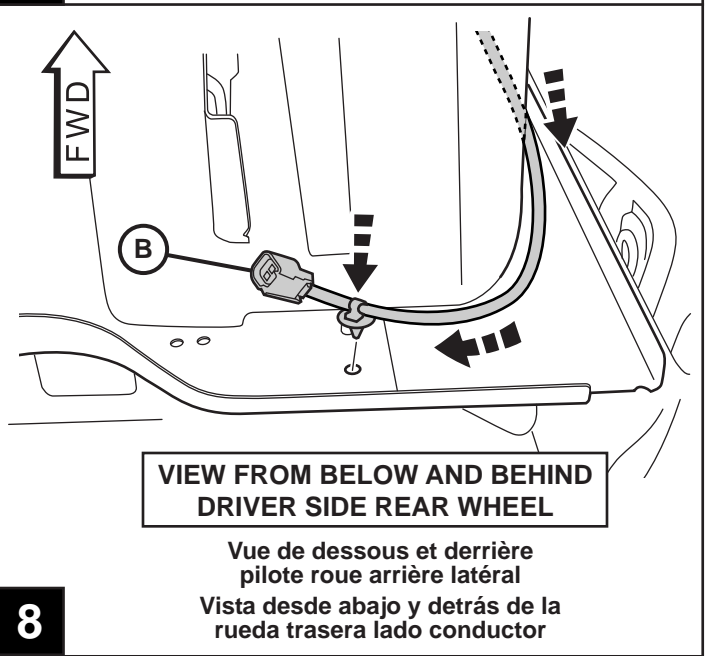 FWD
B
VIEW FROM BELOW AND BEHIND
DRIVER SIDE REAR WHEEL
Vue de dessous et derrière
pilote roue arrière latéral
Vista desde abajo y detrás de la
rueda trasera lado conductor
8